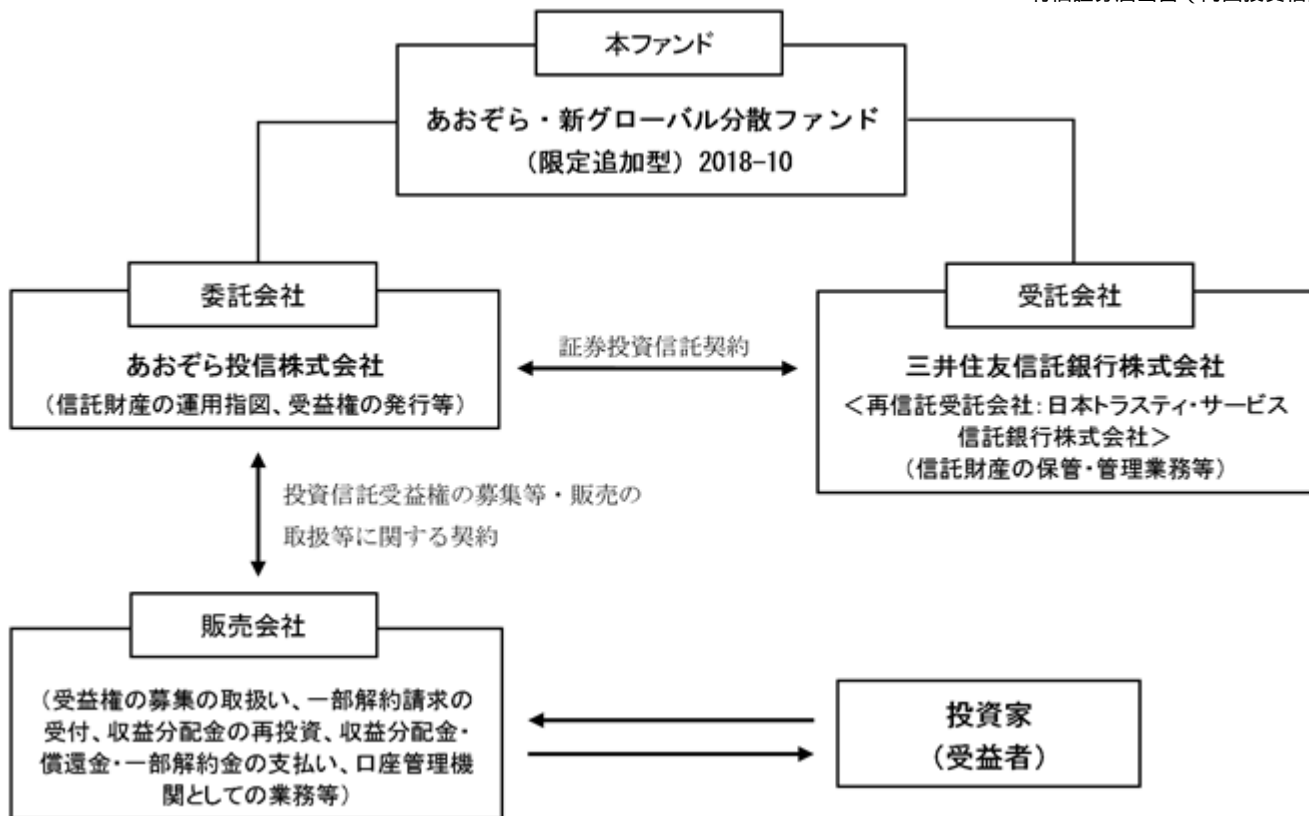 本ファンド
あおぞら・新グローバル分散ファンド
(限定追加型) 2018-10
委託会社
あおぞら投信株式会社
(信託財産の運用指図、受益権の発行等)
証券投資信託契約
受託会社
三井住友信託銀行株式会社
<再信託受託会社:日本トラスティ・サービス
信託銀行株式会社>
(信託財産の保管・管理業務等)
投資信託受益権の募集等・販売の
取扱等に関する契約
販売会社
(受益権の募集の取扱い、一部解約請求の
受付、収益分配金の再投資、収益分配金・
償還金・一部解約金の支払い、口座管理機
関としての業務等)
投資家
(受益者)